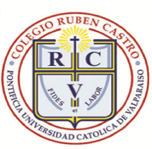 COLEGIO RUBEN CASTRO
R C
V
FIDES ET LABOR
PONTIFICIA UNIVERSIDAD CATOLICA DE VALPARAISO